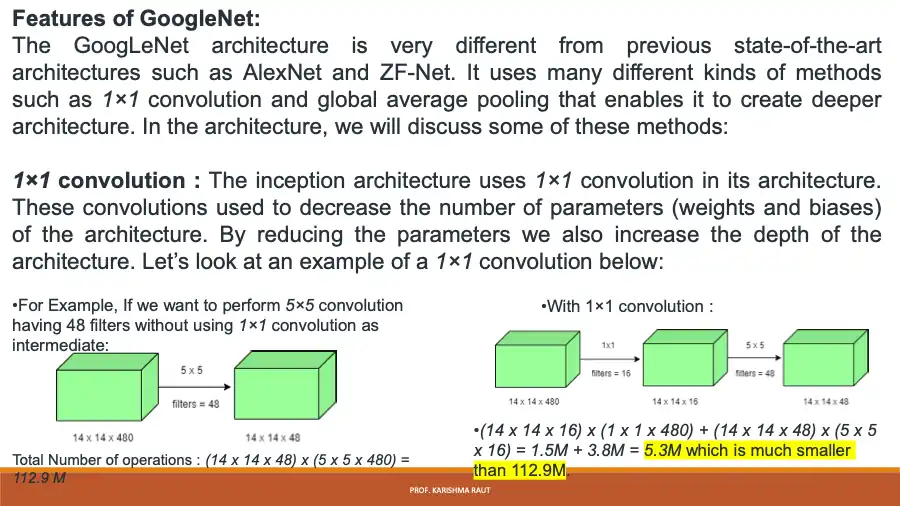 Features of GoogleNet:
The GoogLeNet architecture is very different from previous state-of-the-art
architectures such as AlexNet and ZF-Net. It uses many different kinds of methods
such as 1×1 convolution and global average pooling that enables it to create deeper
architecture. In the architecture, we will discuss some of these methods:
1×1 convolution : The inception architecture uses 1×1 convolution in its architecture.
These convolutions used to decrease the number of parameters (weights and biases)
of the architecture. By reducing the parameters we also increase the depth of the
architecture. Let’s look at an example of a 1×1 convolution below:
•For Example, If we want to perform 5×5 convolution
having 48 filters without using 1×1 convolution as
intermediate:
5 x 5
filters = 48
14 x 14 x 480
14 x 14 x 48
Total Number of operations : (14 x 14 x 48) x (5 x 5 x 480) =
112.9 M
•With 1×1 convolution :
1x1
filters = 16
5 x 5
filters = 48
14 x 14 x 480
14 x 14 x 16
14 x 14 x 48
•(14 x 14 x 16) x (1 x 1 x 480) + (14 x 14 x 48) x (5 x 5
x 16) = 1.5M + 3.8M = 5.3M which is much smaller
than 112.9M.
PROF. KARISHMA RAUT